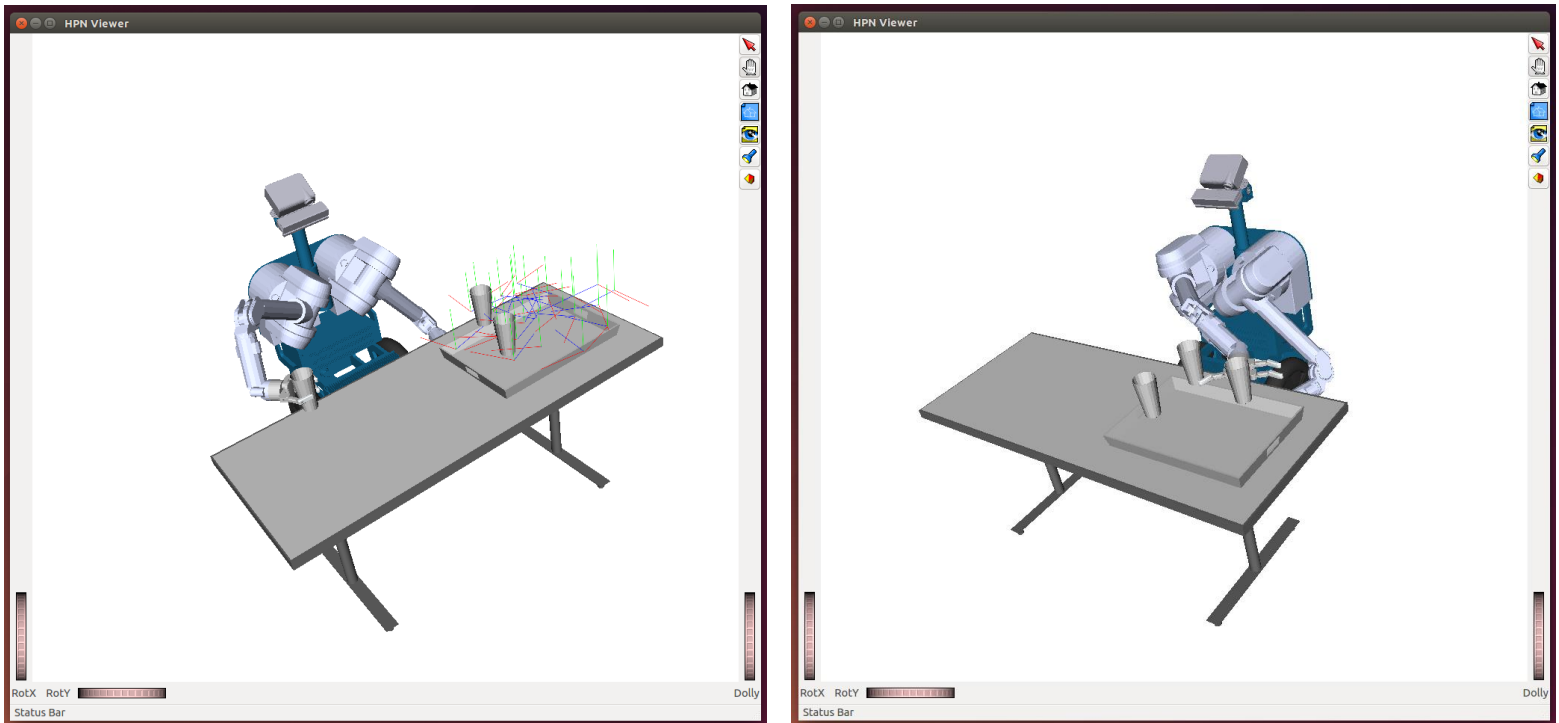 HPN Viewer
RotX RotY
Dolly
Status Bar
HPN Viewer
RotX RotY
Dolly
Status Bar